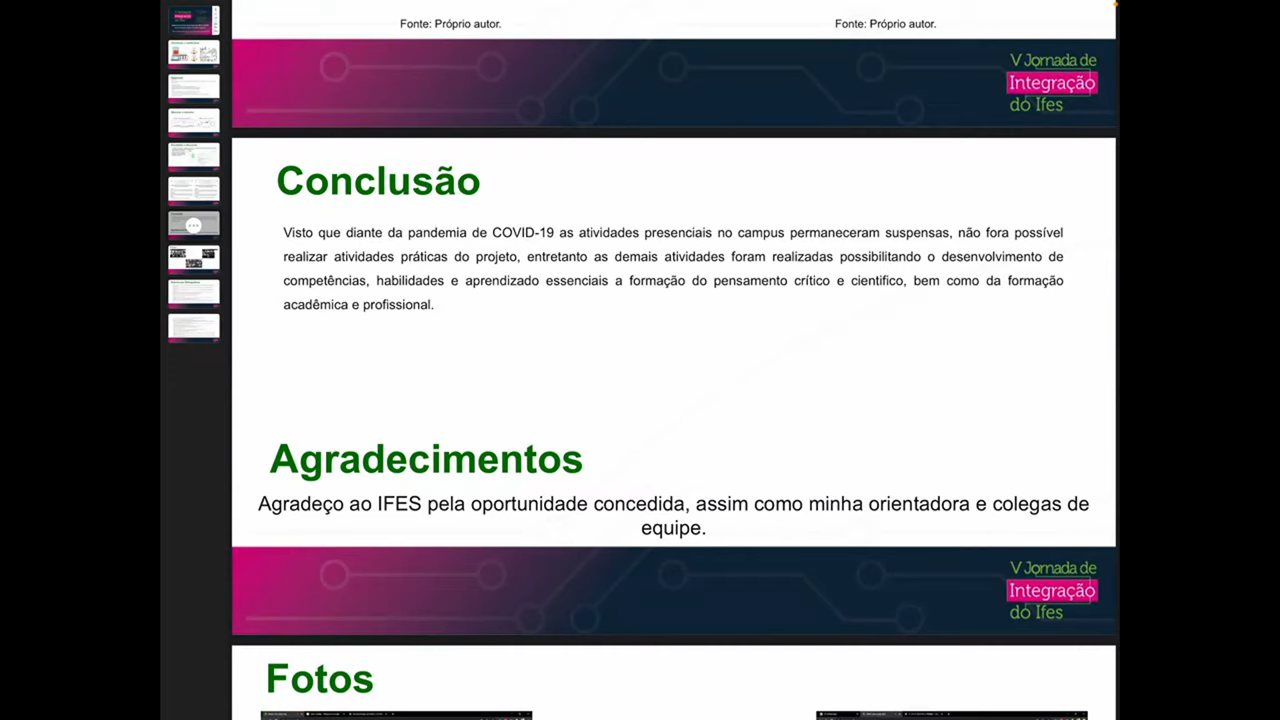 Fonte: Próprio autor.
Fonte: Próprio autor.
V Jornada de
Integração
do Ifes
Conclusão
Visto que diante da pandemia de COVID-19 as atividades presenciais no campus permaneceram suspensas, não fora possível
realizar atividades práticas do projeto, entretanto as demais atividades foram realizadas possibilitando o desenvolvimento de
competências, habilidades e aprendizado essenciais à formação do pensamento crítico e científico, bem como da formação
acadêmica e profissional.
Agradecimentos
Agradeço ao IFES pela oportunidade concedida, assim como minha orientadora e colegas de
equipe.
V Jornada de
Integração
do Ifes
Fotos